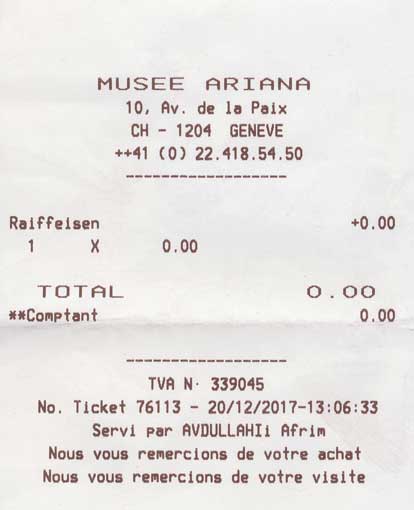 MUSEE ARIANA
10, Av. de la Paix
CH - 1204 GENEVE
++41 (0) 22.418.54.50
-------------------
Raiffeisen +0.00
1 X 0.00
TOTAL 0.00
**Comptant 0.00
-------------------
TVA N· 339045
No. Ticket 76113 - 20/12/2017-13:06:33
Servi par AVDULLAHIi Afrim
Nous vous remercions de votre achat
Nous vous remercions de votre visite